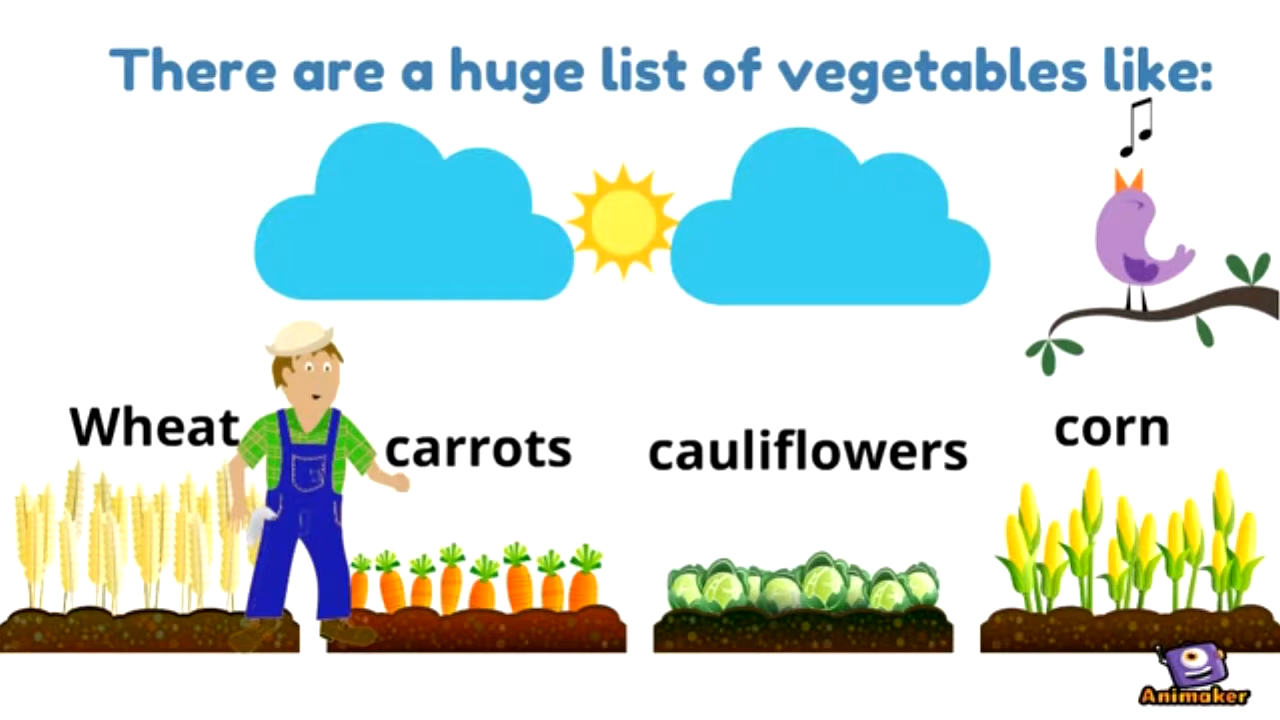 There are a huge list of vegetables like:
Wheat
carrots
cauliflowers
corn
Animaker